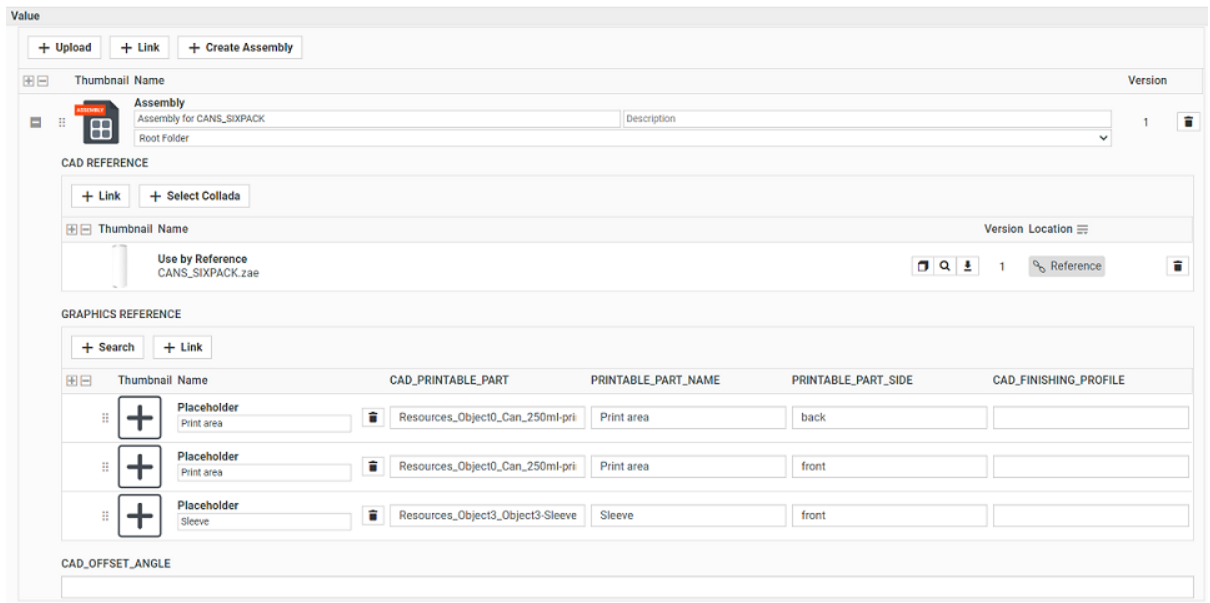 Value
+ Upload + Link + Create Assembly
Thumbnail Name Version
ASSEMBLY
Assembly
Assembly for CANS_SIXPACK Description 1
Root Folder
CAD REFERENCE
+ Link + Select Collada
Thumbnail Name Version Location
Use by Reference
CANS_SIXPACK.zae 1 Reference
GRAPHICS REFERENCE
+ Search + Link
Thumbnail Name CAD_PRINTABLE_PART PRINTABLE_PART_NAME PRINTABLE_PART_SIDE CAD_FINISHING_PROFILE
Placeholder
Print area Resources_Object0_Can_250ml-pri Print area back
Placeholder
Print area Resources_Object0_Can_250ml-pri Print area front
Placeholder
Sleeve Resources_Object3_Object3-Sleeve Sleeve front
CAD_OFFSET_ANGLE